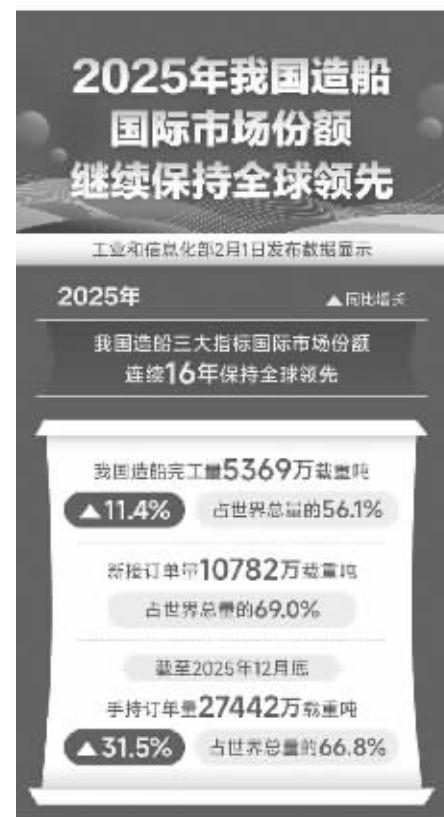 2025年我国造船
国际市场份额
继续保持全球领先
工业和信息化部2月1日发布数据显示
2025年
▲同比增长
我国造船三大指标国际市场份额
连续16年保持全球领先
我国造船完工量5369万载重吨
▲11.4%
占世界总量的56.1%
新接订单量10782万载重吨
占世界总量的69.0%
截至2025年12月底
手持订单量27442万载重吨
▲31.5%
占世界总量的66.8%